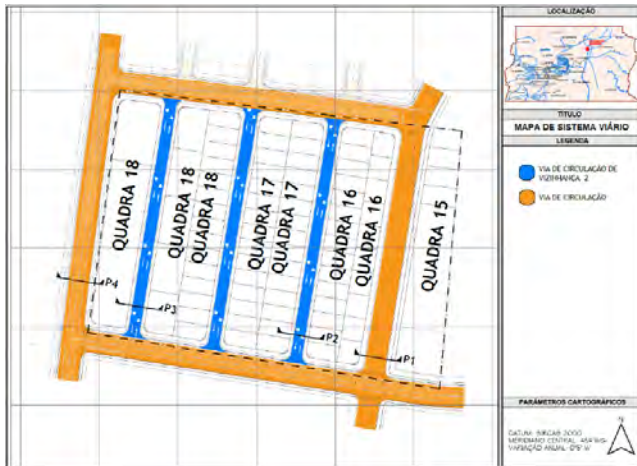 LOCALIZAÇÃO
TÍTULO
MAPA DE SISTEMA VIÁRIO
LEGENDA
VIA DE CIRCULAÇÃO DE
VIZINHANÇA 2
VIA DE CIRCULAÇÃO
QUADRA 18
QUADRA 18
QUADRA 18
QUADRA 17
QUADRA 17
QUADRA 16
QUADRA 16
QUADRA 15
P4
P3
P2
P1
PARÂMETROS CARTOGRÁFICOS
DATUM: SIRGAS 2000
MERIDIANO CENTRAL:
VARIAÇÃO ANUAL:
N